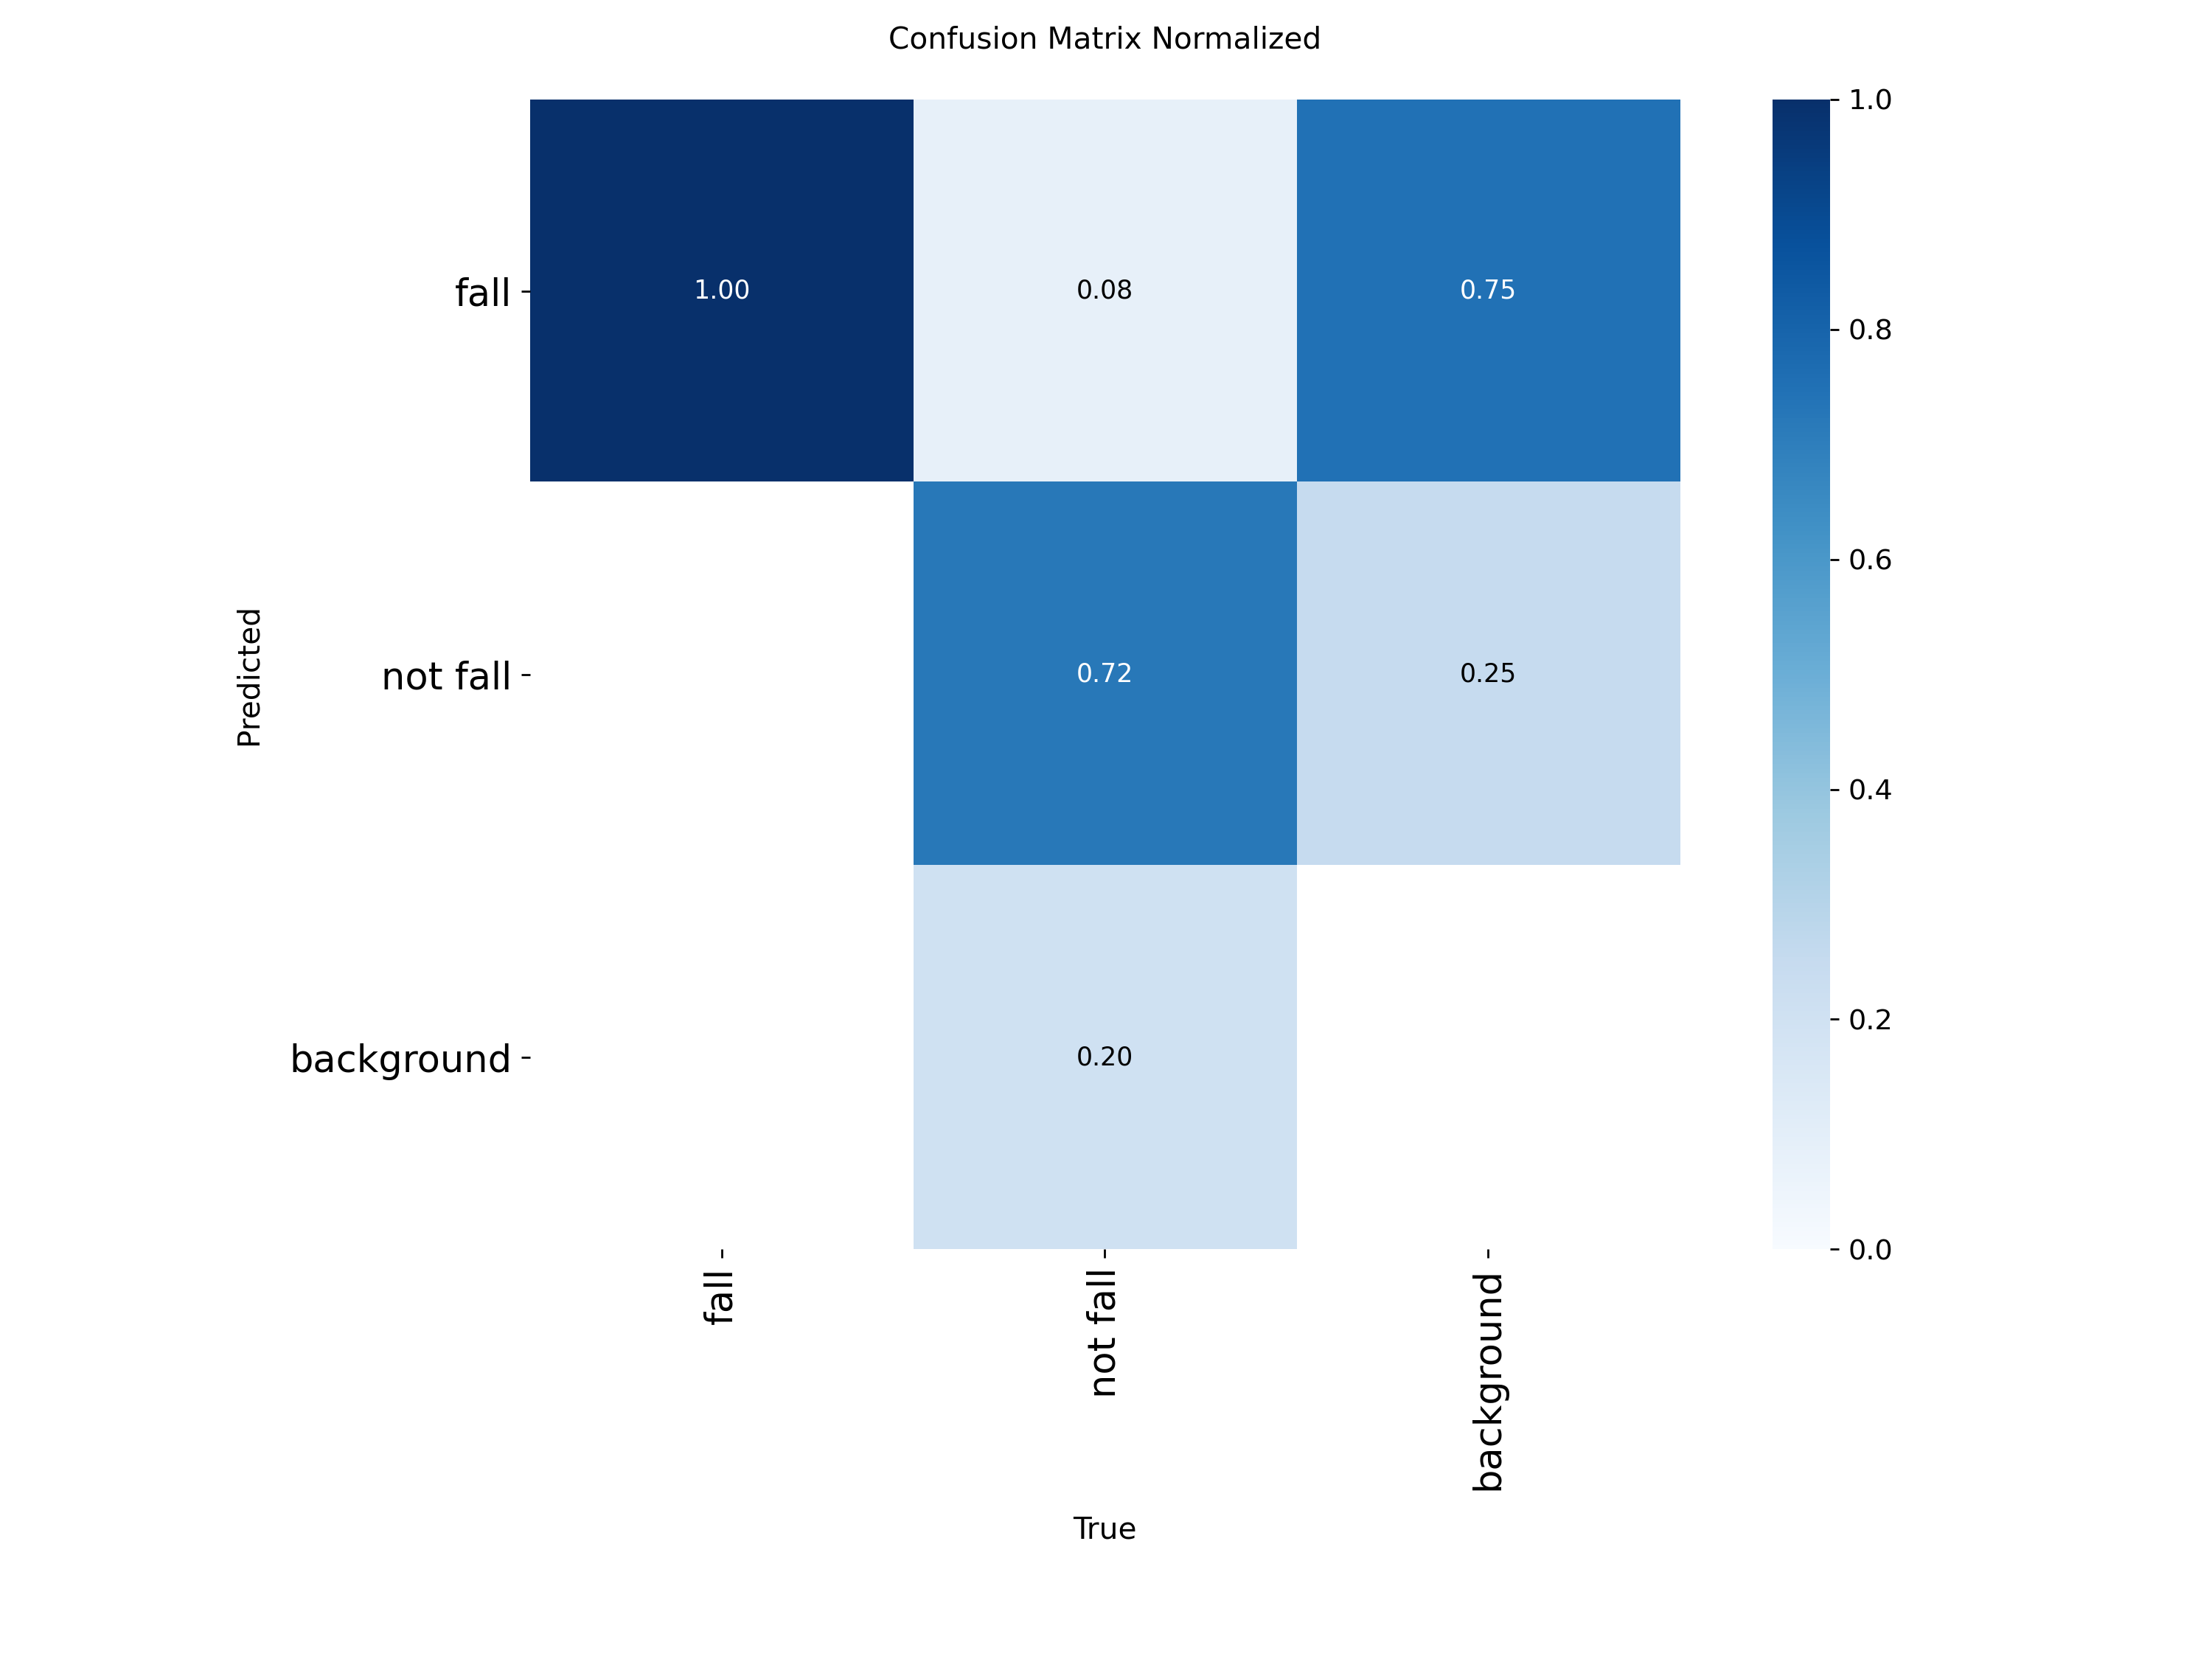 Confusion Matrix Normalized
fall
1.00
0.08
0.75
not fall
0.72
0.25
background
0.20
Predicted
fall
not fall
background
True
1.0
0.8
0.6
0.4
0.2
0.0